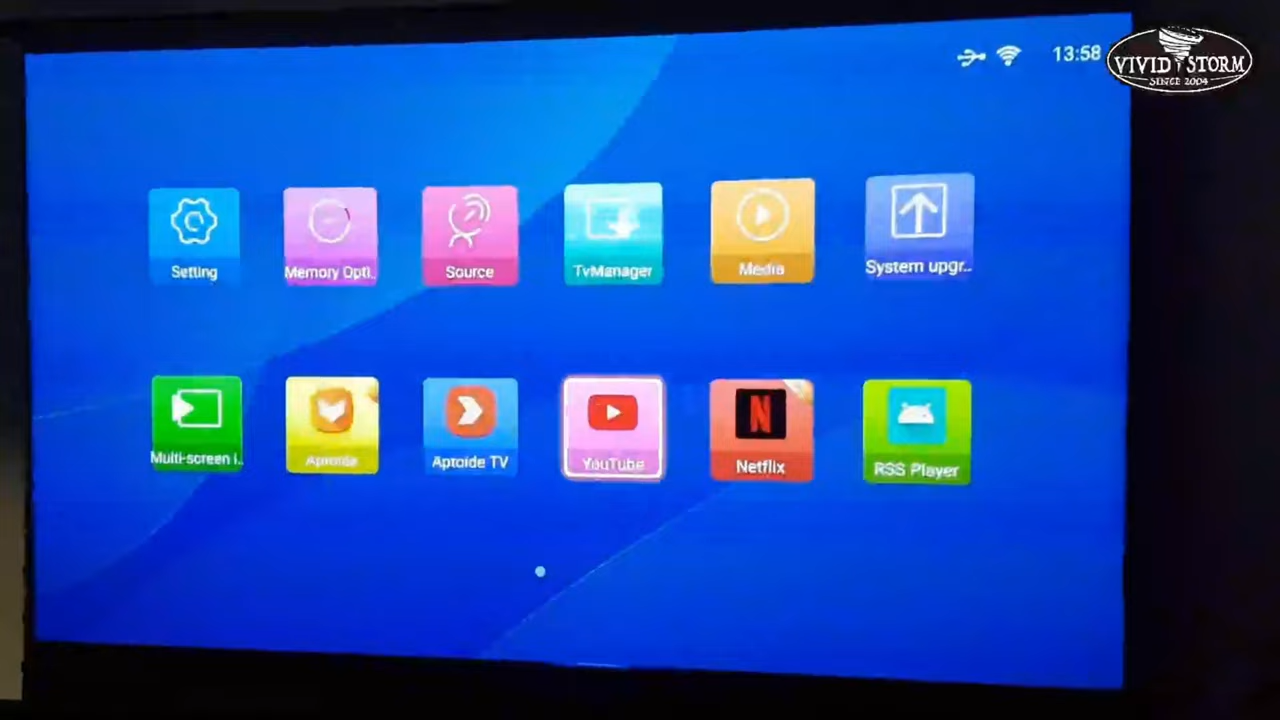 13:58
VIVID STORM
SINCE 2004
Setting
Memory Opti..
Source
TvManager
Media
System upgr..
Multi-screen i..
Aptoide
Aptoide TV
YouTube
N
Netflix
RSS Player